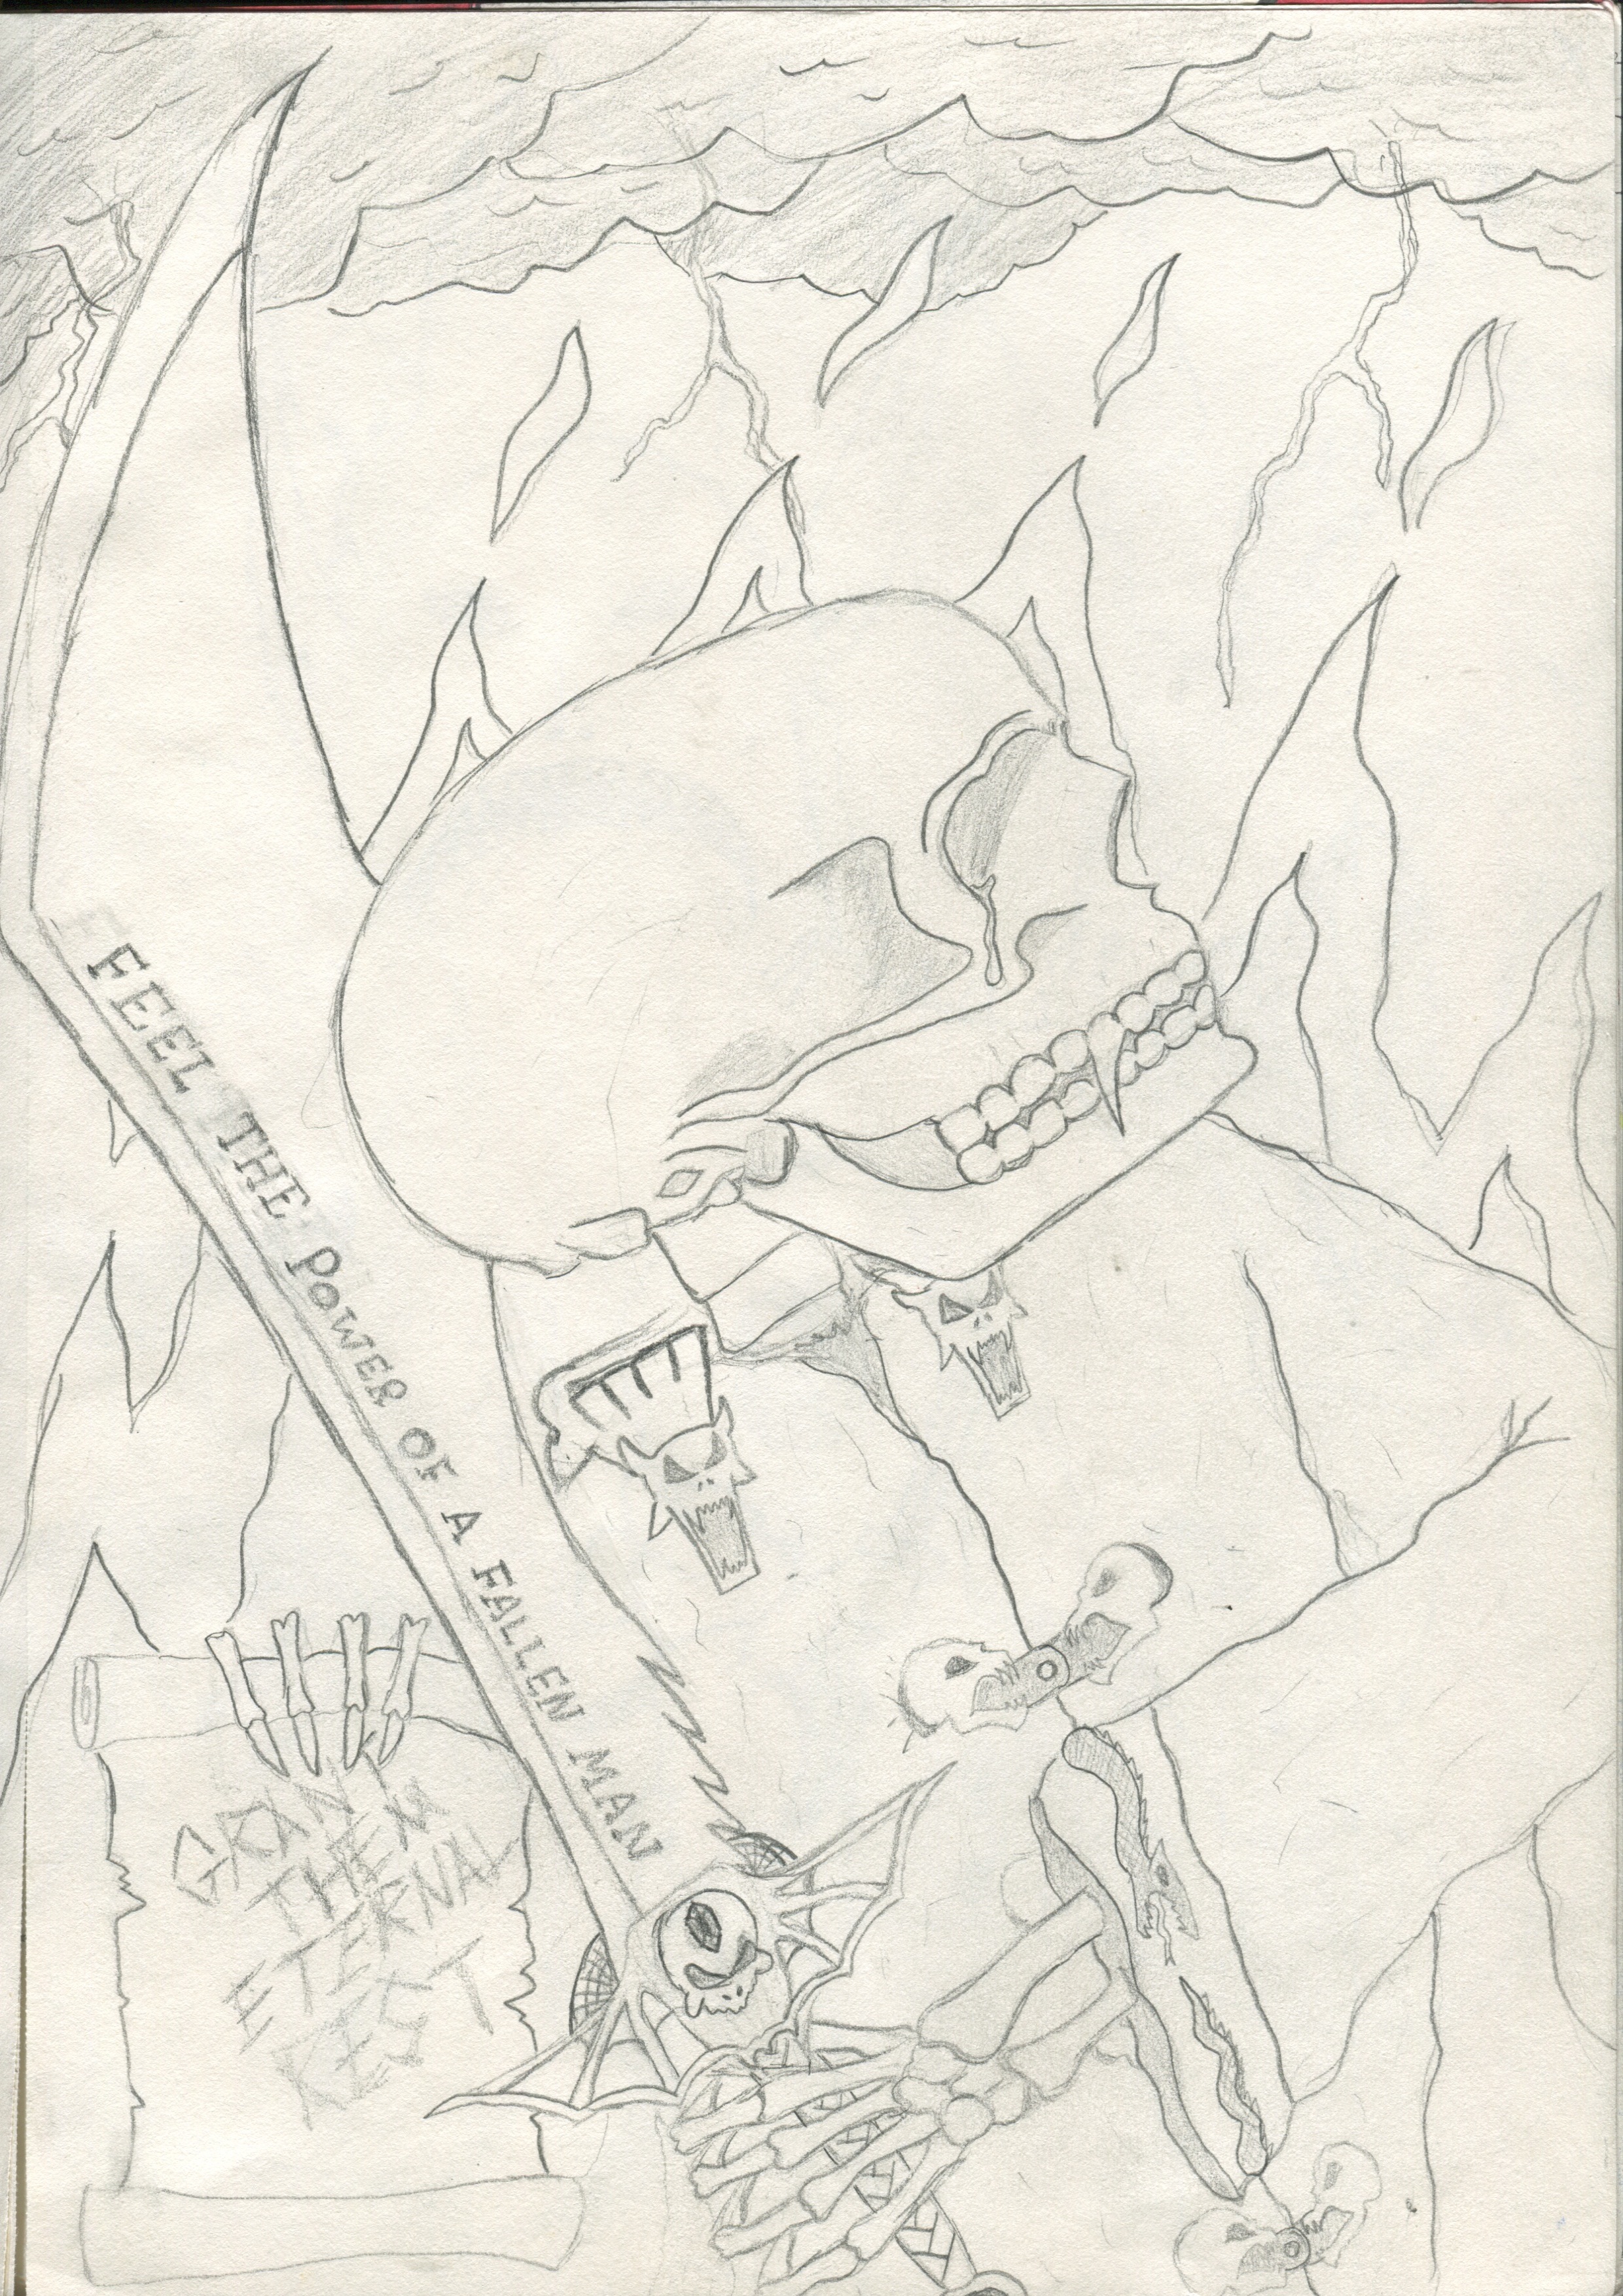 FEEL THE POWER OF A FALLEN MAN
GRANT
THEM
ETERNAL
REST